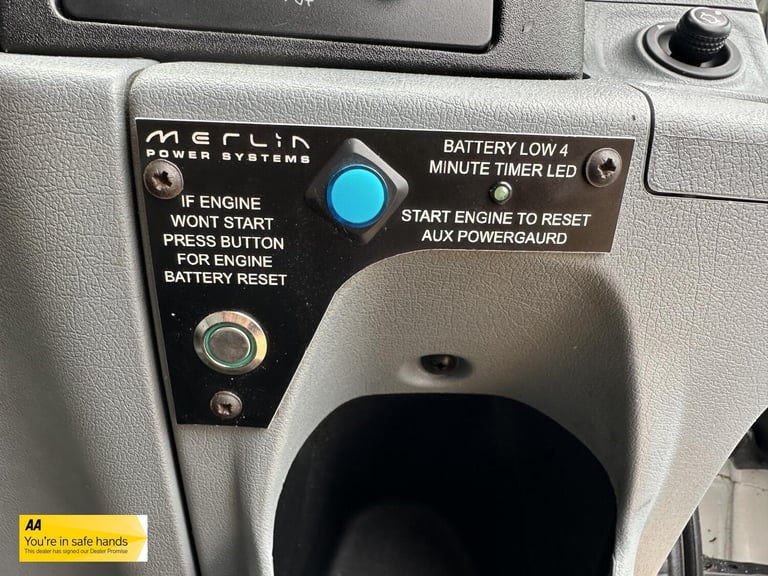 MERLIN
POWER SYSTEMS
IF ENGINE
WONT START
PRESS BUTTON
FOR ENGINE
BATTERY RESET
BATTERY LOW 4
MINUTE TIMER LED
START ENGINE TO RESET
AUX POWERGAURD
AA
You're in safe hands
This dealer has signed our Dealer Promise